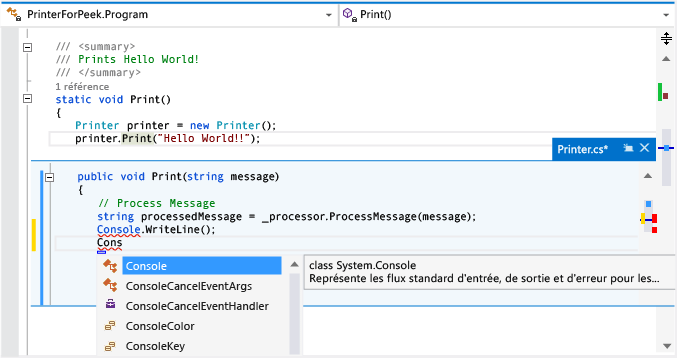 PrinterForPeek.Program
Print()
/// <summary>
/// Prints Hello World!
/// </summary>
1 référence
static void Print()
{
Printer printer = new Printer();
printer.Print("Hello World!!");
Printer.cs*
public void Print(string message)
{
// Process Message
string processedMessage = _processor.ProcessMessage(message);
Console.WriteLine();
Cons
Console
ConsoleCancelEventArgs
ConsoleCancelEventHandler
ConsoleColor
ConsoleKey
class System.Console
Représente les flux standard d'entrée, de sortie et d'erreur pour les...